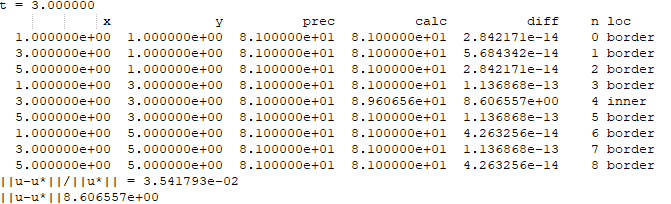 t = 3.000000
x y prec calc diff n loc
1.000000e+00 1.000000e+00 8.100000e+01 8.100000e+01 2.842171e-14 0 border
3.000000e+00 1.000000e+00 8.100000e+01 8.100000e+01 5.684342e-14 1 border
5.000000e+00 1.000000e+00 8.100000e+01 8.100000e+01 2.842171e-14 2 border
1.000000e+00 3.000000e+00 8.100000e+01 8.100000e+01 1.136868e-13 3 border
3.000000e+00 3.000000e+00 8.100000e+01 8.960656e+01 8.606557e+00 4 inner
5.000000e+00 3.000000e+00 8.100000e+01 8.100000e+01 1.136868e-13 5 border
1.000000e+00 5.000000e+00 8.100000e+01 8.100000e+01 4.263256e-14 6 border
3.000000e+00 5.000000e+00 8.100000e+01 8.100000e+01 1.136868e-13 7 border
5.000000e+00 5.000000e+00 8.100000e+01 8.100000e+01 4.263256e-14 8 border
||u-u*||/||u*|| = 3.541793e-02
||u-u*||8.606557e+00